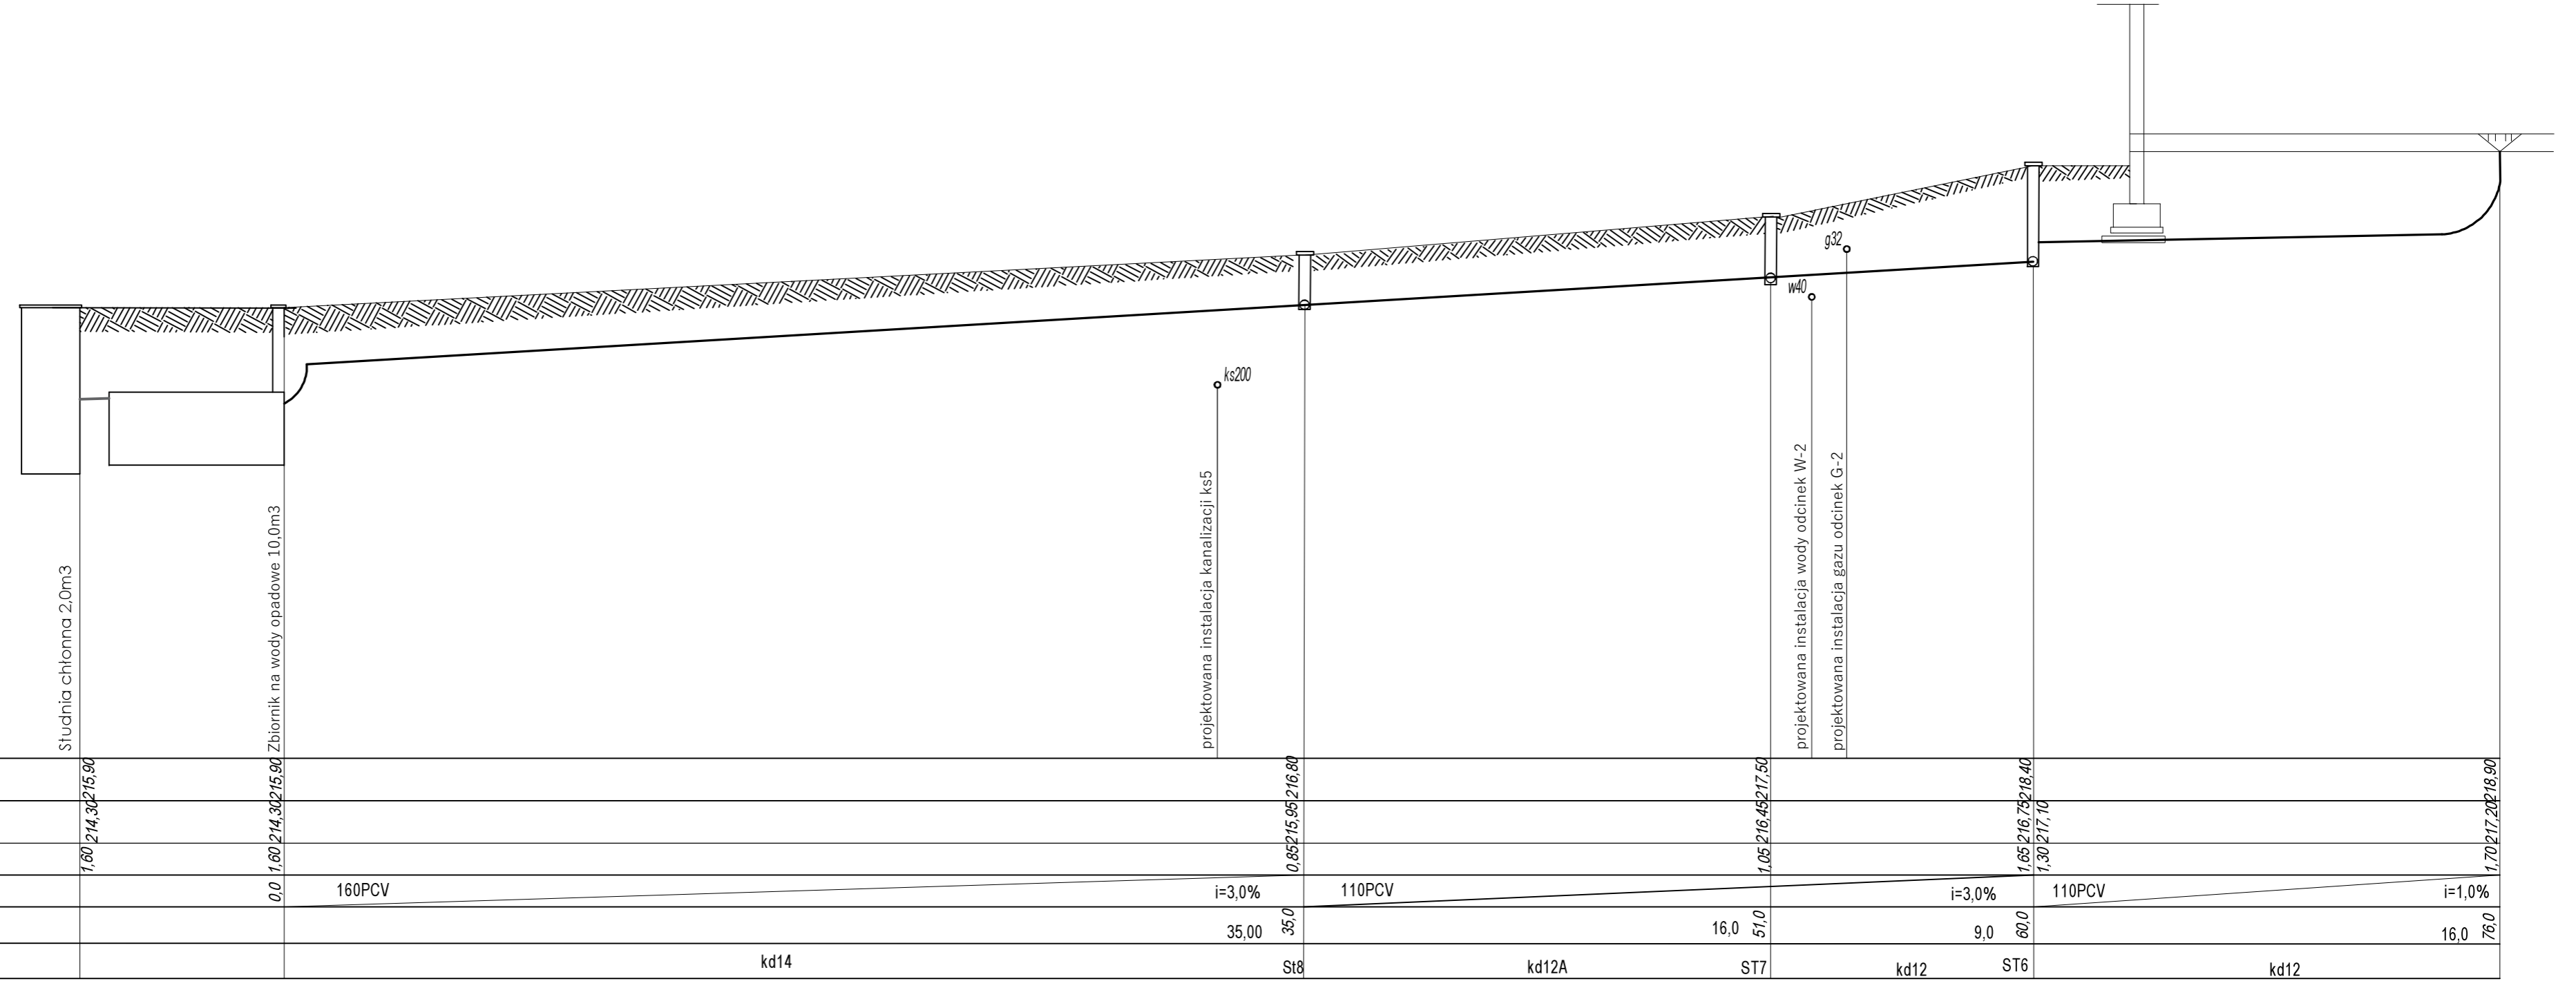 g32
w40
ks200
Studnia chłonna 2,0m3
Zbiornik na wody opadowe 10,0m3
projektowana instalacja kanalizacji ks5
projektowana instalacja wody odcinek W-2
projektowana instalacja gazu odcinek G-2
215,90 215,90 216,80 217,50 218,40 218,90
214,30 214,30 215,95 216,45 216,75 217,10 217,20
1,60 1,60 0,85 1,05 1,65 1,30 1,70
0,0 160PCV i=3,0% 110PCV i=3,0% 110PCV i=1,0%
35,00 35,0 16,0 51,0 9,0 60,0 16,0 76,0
kd14 St8 kd12A ST7 kd12 ST6 kd12